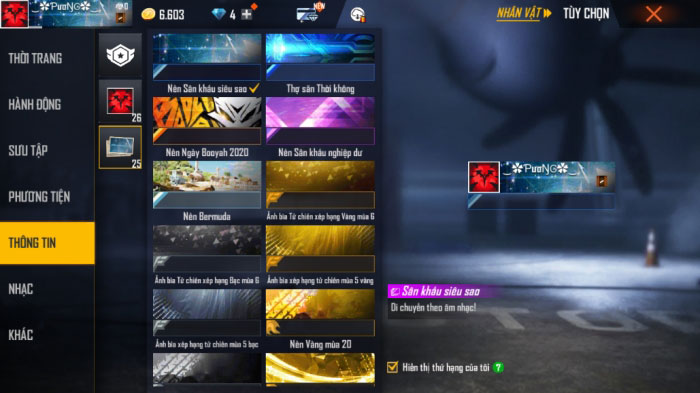 ‿✿ƤυσƝG✿‿ 0
6.603
4
NEW
NHÂN VẬT
TÙY CHỌN
THỜI TRANG
HÀNH ĐỘNG
SƯU TẬP
PHƯƠNG TIỆN
THÔNG TIN
NHẠC
KHÁC
26
25
Nền Sân khấu siêu sao
Thợ săn Thời không
Nền Ngày Booyah 2020
Nền Sân khấu nghiệp dư
Nền Bermuda
Ảnh bìa Tử chiến xếp hạng Vàng mùa 6
Ảnh bìa Tử chiến xếp hạng Bạc mùa 6
Ảnh bìa xếp hạng tử chiến mùa 5 vàng
Ảnh bìa xếp hạng tử chiến mùa 5 bạc
Nền Vàng mùa 20
‿✿ƤυσƝG✿‿
Sân khấu siêu sao
Di chuyển theo âm nhạc!
Hiển thị thứ hạng của tôi ?